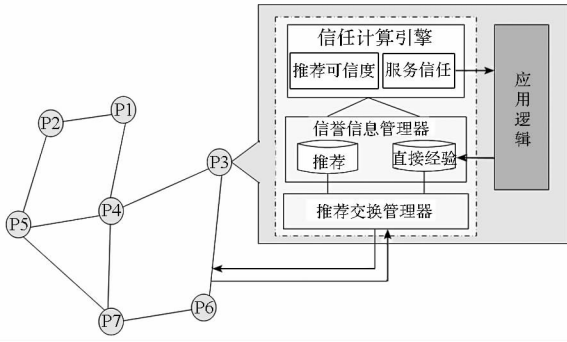 信任计算引擎
推荐可信度
服务信任
应用逻辑
信誉信息管理器
推荐
直接经验
推荐交换管理器
P1
P2
P3
P4
P5
P6
P7